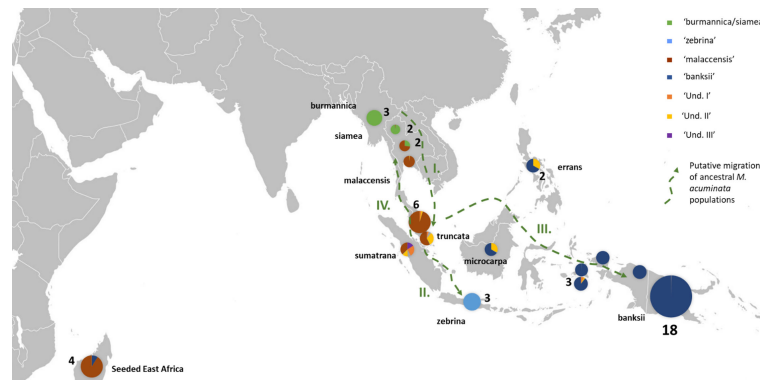 'burmannica/siamea'
'zebrina'
'malaccensis'
'banksii'
'Und. I'
'Und. II'
'Und. III'
Putative migration
of ancestral M.
acuminata
populations
burmannica
3
siamea
2
2
I.
malaccensis
errans
2
IV.
6
III.
truncata
sumatrana
microcarpa
3
II.
3
zebrina
banksii
18
4
Seeded East Africa